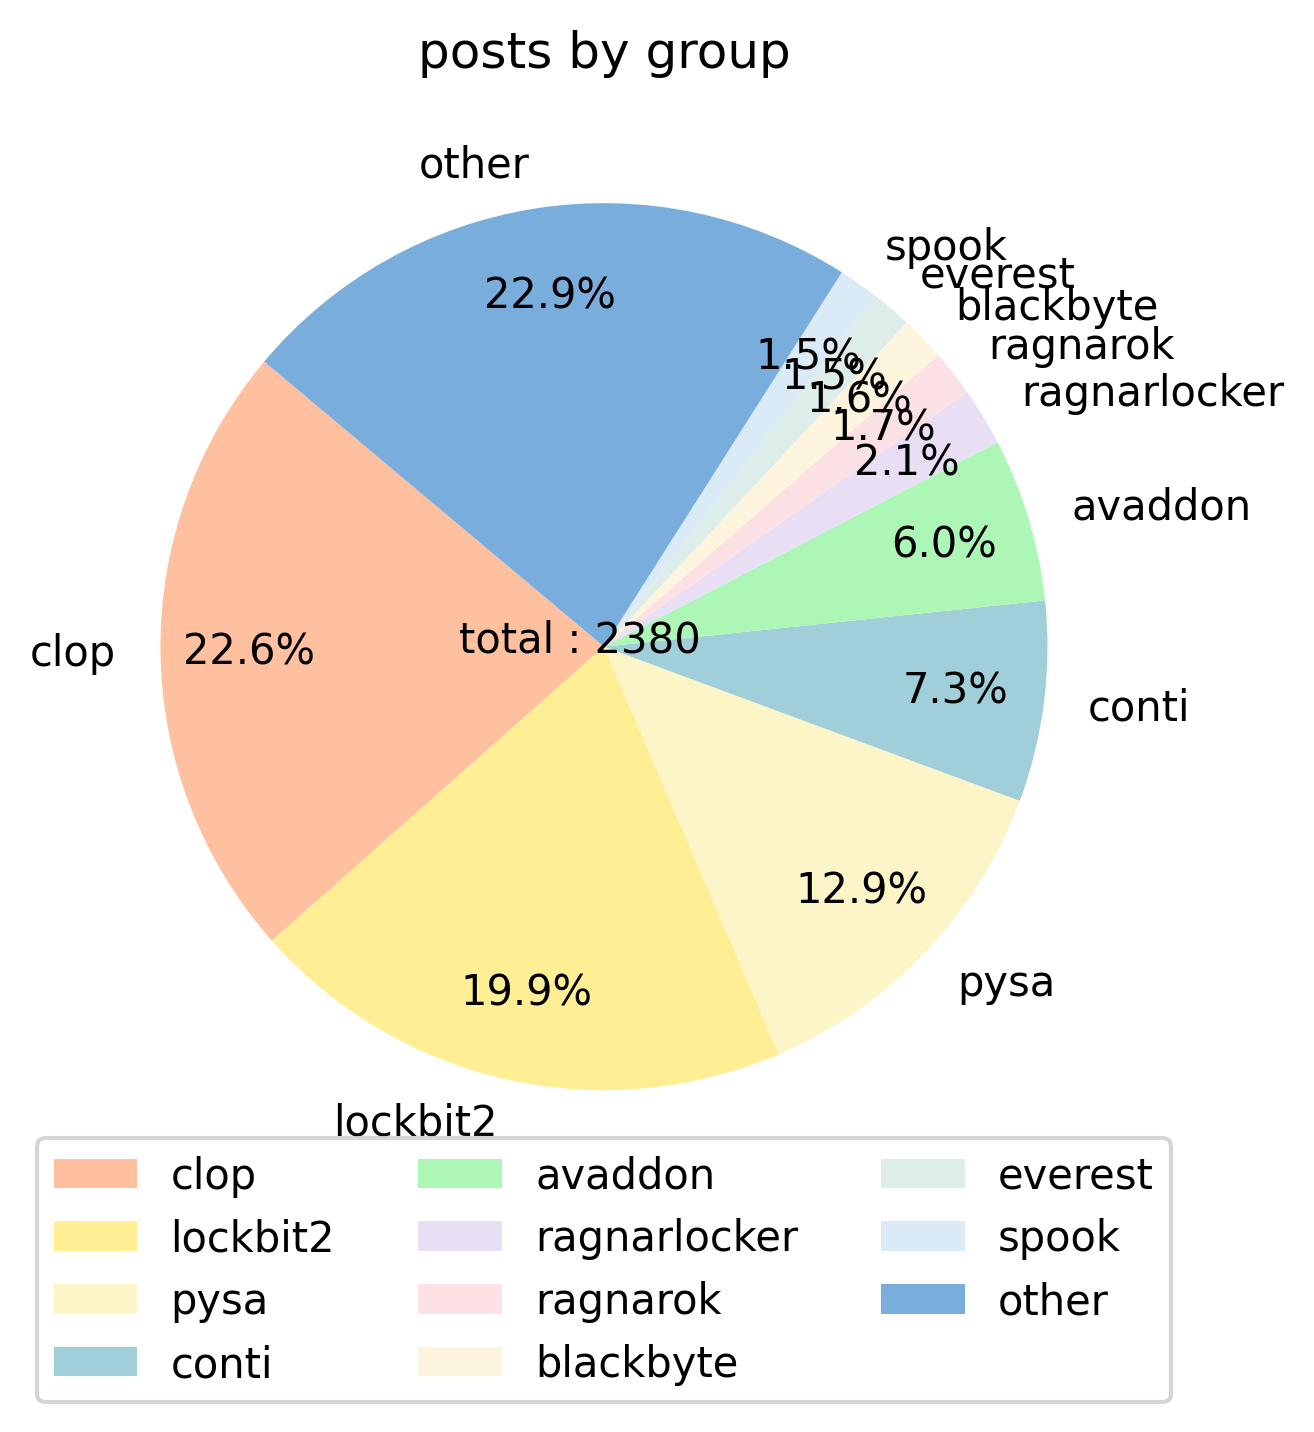 posts by group
other
spook
everest
blackbyte
ragnarok
ragnarlocker
avaddon
conti
pysa
lockbit2
clop
22.9%
1.5%
1.5%
1.6%
1.7%
2.1%
6.0%
7.3%
12.9%
19.9%
22.6%
total : 2380
clop
lockbit2
pysa
conti
avaddon
ragnarlocker
ragnarok
blackbyte
everest
spook
other